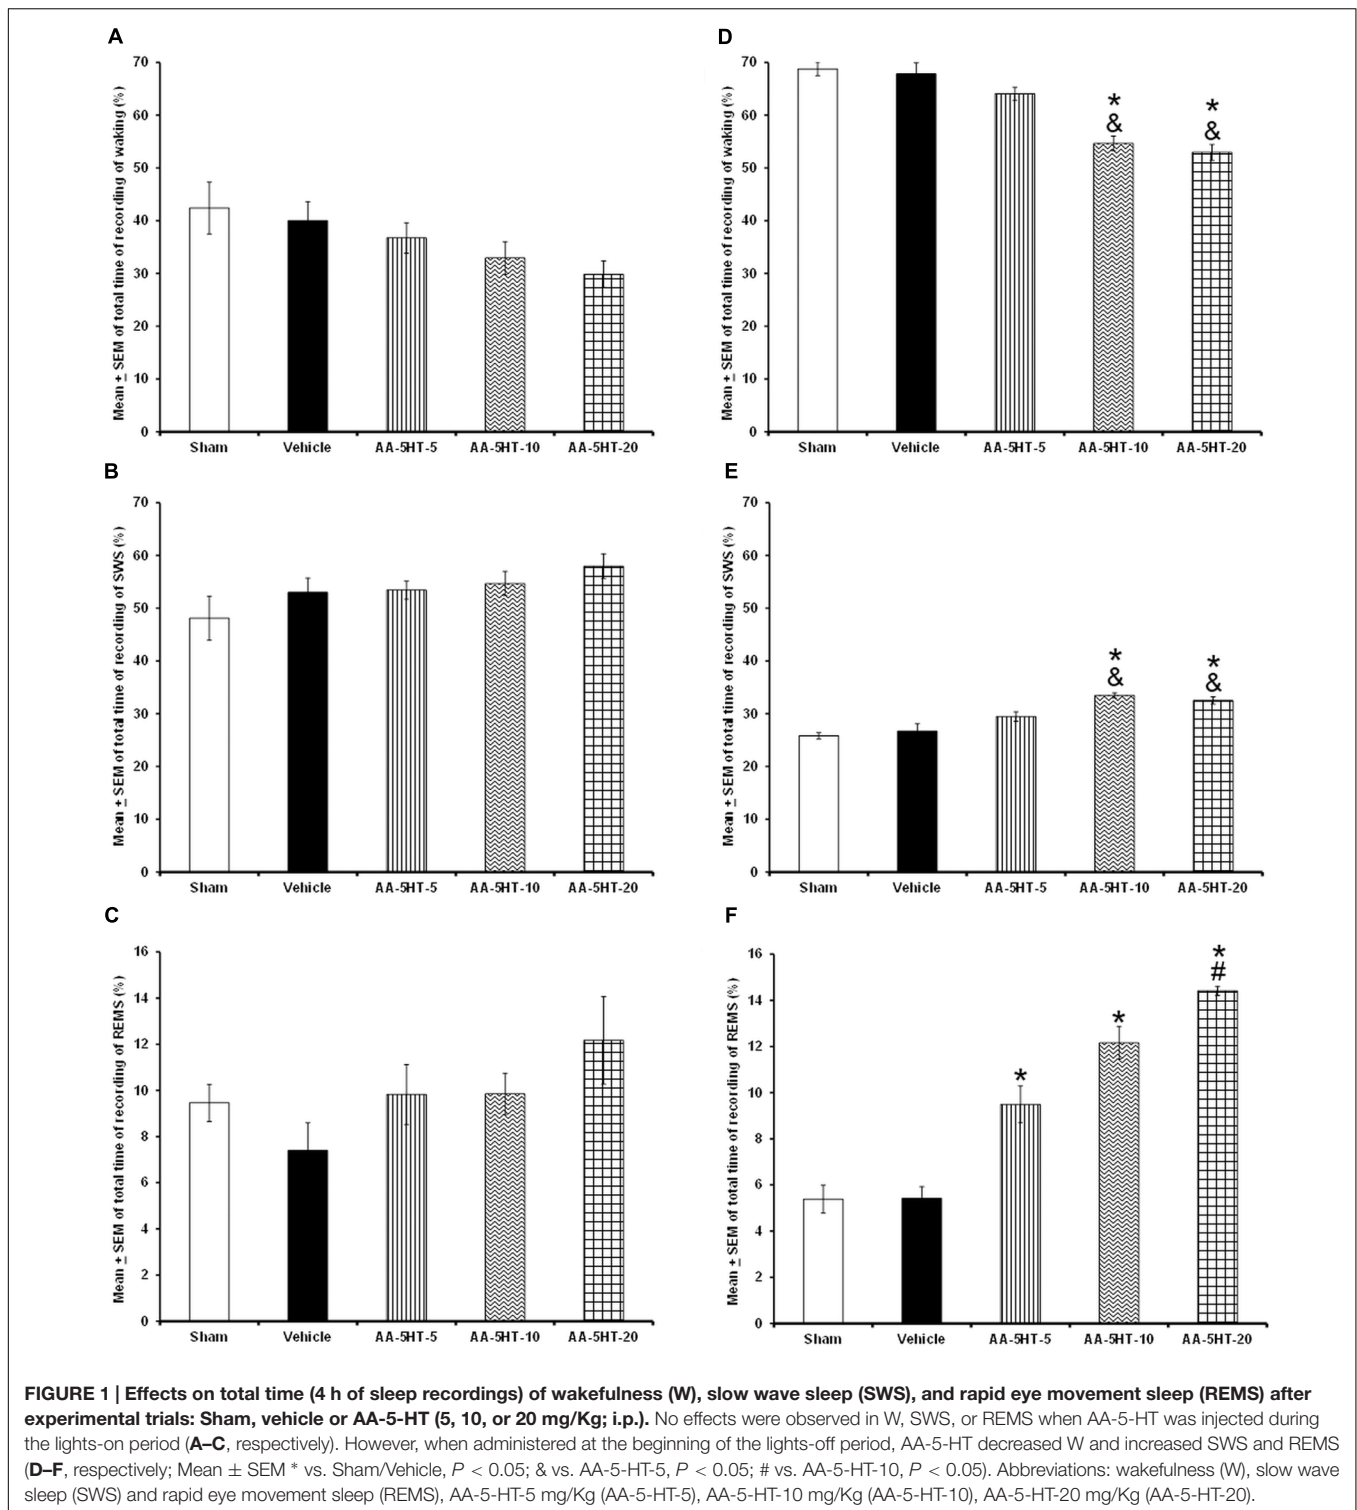 A
Mean ± SEM of total time of recording of waking (%)
70
60
50
40
30
20
10
0
Sham Vehicle AA-5HT-5 AA-5HT-10 AA-5HT-20
D
Mean ± SEM of total time of recording of waking (%)
70
60
50
40
30
20
10
0
* *
& &
Sham Vehicle AA-5HT-5 AA-5HT-10 AA-5HT-20
B
Mean ± SEM of total time of recording of SWS (%)
70
60
50
40
30
20
10
0
Sham Vehicle AA-5HT-5 AA-5HT-10 AA-5HT-20
E
Mean ± SEM of total time of recording of SWS (%)
70
60
50
40
30
20
10
0
* *
& &
Sham Vehicle AA-5HT-5 AA-5HT-10 AA-5HT-20
C
Mean ± SEM of total time of recording of REMS (%)
16
14
12
10
8
6
4
2
0
Sham Vehicle AA-5HT-5 AA-5HT-10 AA-5HT-20
F
Mean ± SEM of total time of recording of REMS (%)
16
14
12
10
8
6
4
2
0
*
#
*
*
Sham Vehicle AA-5HT-5 AA-5HT-10 AA-5HT-20
FIGURE 1 | Effects on total time (4 h of sleep recordings) of wakefulness (W), slow wave sleep (SWS), and rapid eye movement sleep (REMS) after
experimental trials: Sham, vehicle or AA-5-HT (5, 10, or 20 mg/Kg; i.p.). No effects were observed in W, SWS, or REMS when AA-5-HT was injected during
the lights-on period (A–C, respectively). However, when administered at the beginning of the lights-off period, AA-5-HT decreased W and increased SWS and REMS
(D–F, respectively; Mean ± SEM * vs. Sham/Vehicle, P < 0.05; & vs. AA-5-HT-5, P < 0.05; # vs. AA-5-HT-10, P < 0.05). Abbreviations: wakefulness (W), slow wave
sleep (SWS) and rapid eye movement sleep (REMS), AA-5-HT-5 mg/Kg (AA-5-HT-5), AA-5-HT-10 mg/Kg (AA-5-HT-10), AA-5-HT-20 mg/Kg (AA-5-HT-20).